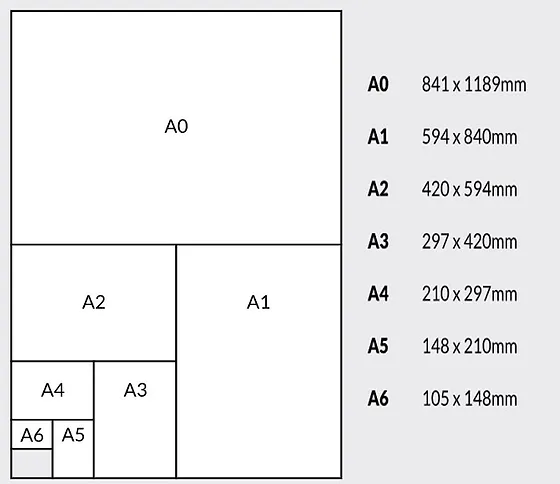 A0
A2
A1
A4
A3
A6
A5
A0 841 x 1189mm
A1 594 x 840mm
A2 420 x 594mm
A3 297 x 420mm
A4 210 x 297mm
A5 148 x 210mm
A6 105 x 148mm